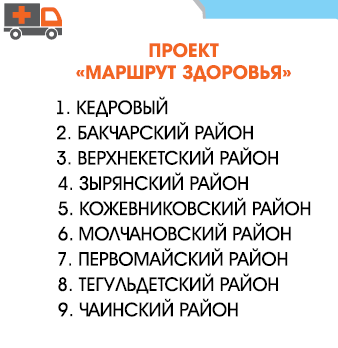 ПРОЕКТ
«МАРШРУТ ЗДОРОВЬЯ»
1. КЕДРОВЫЙ
2. БАКЧАРСКИЙ РАЙОН
3. ВЕРХНЕКЕТСКИЙ РАЙОН
4. ЗЫРЯНСКИЙ РАЙОН
5. КОЖЕВНИКОВСКИЙ РАЙОН
6. МОЛЧАНОВСКИЙ РАЙОН
7. ПЕРВОМАЙСКИЙ РАЙОН
8. ТЕГУЛЬДЕТСКИЙ РАЙОН
9. ЧАИНСКИЙ РАЙОН